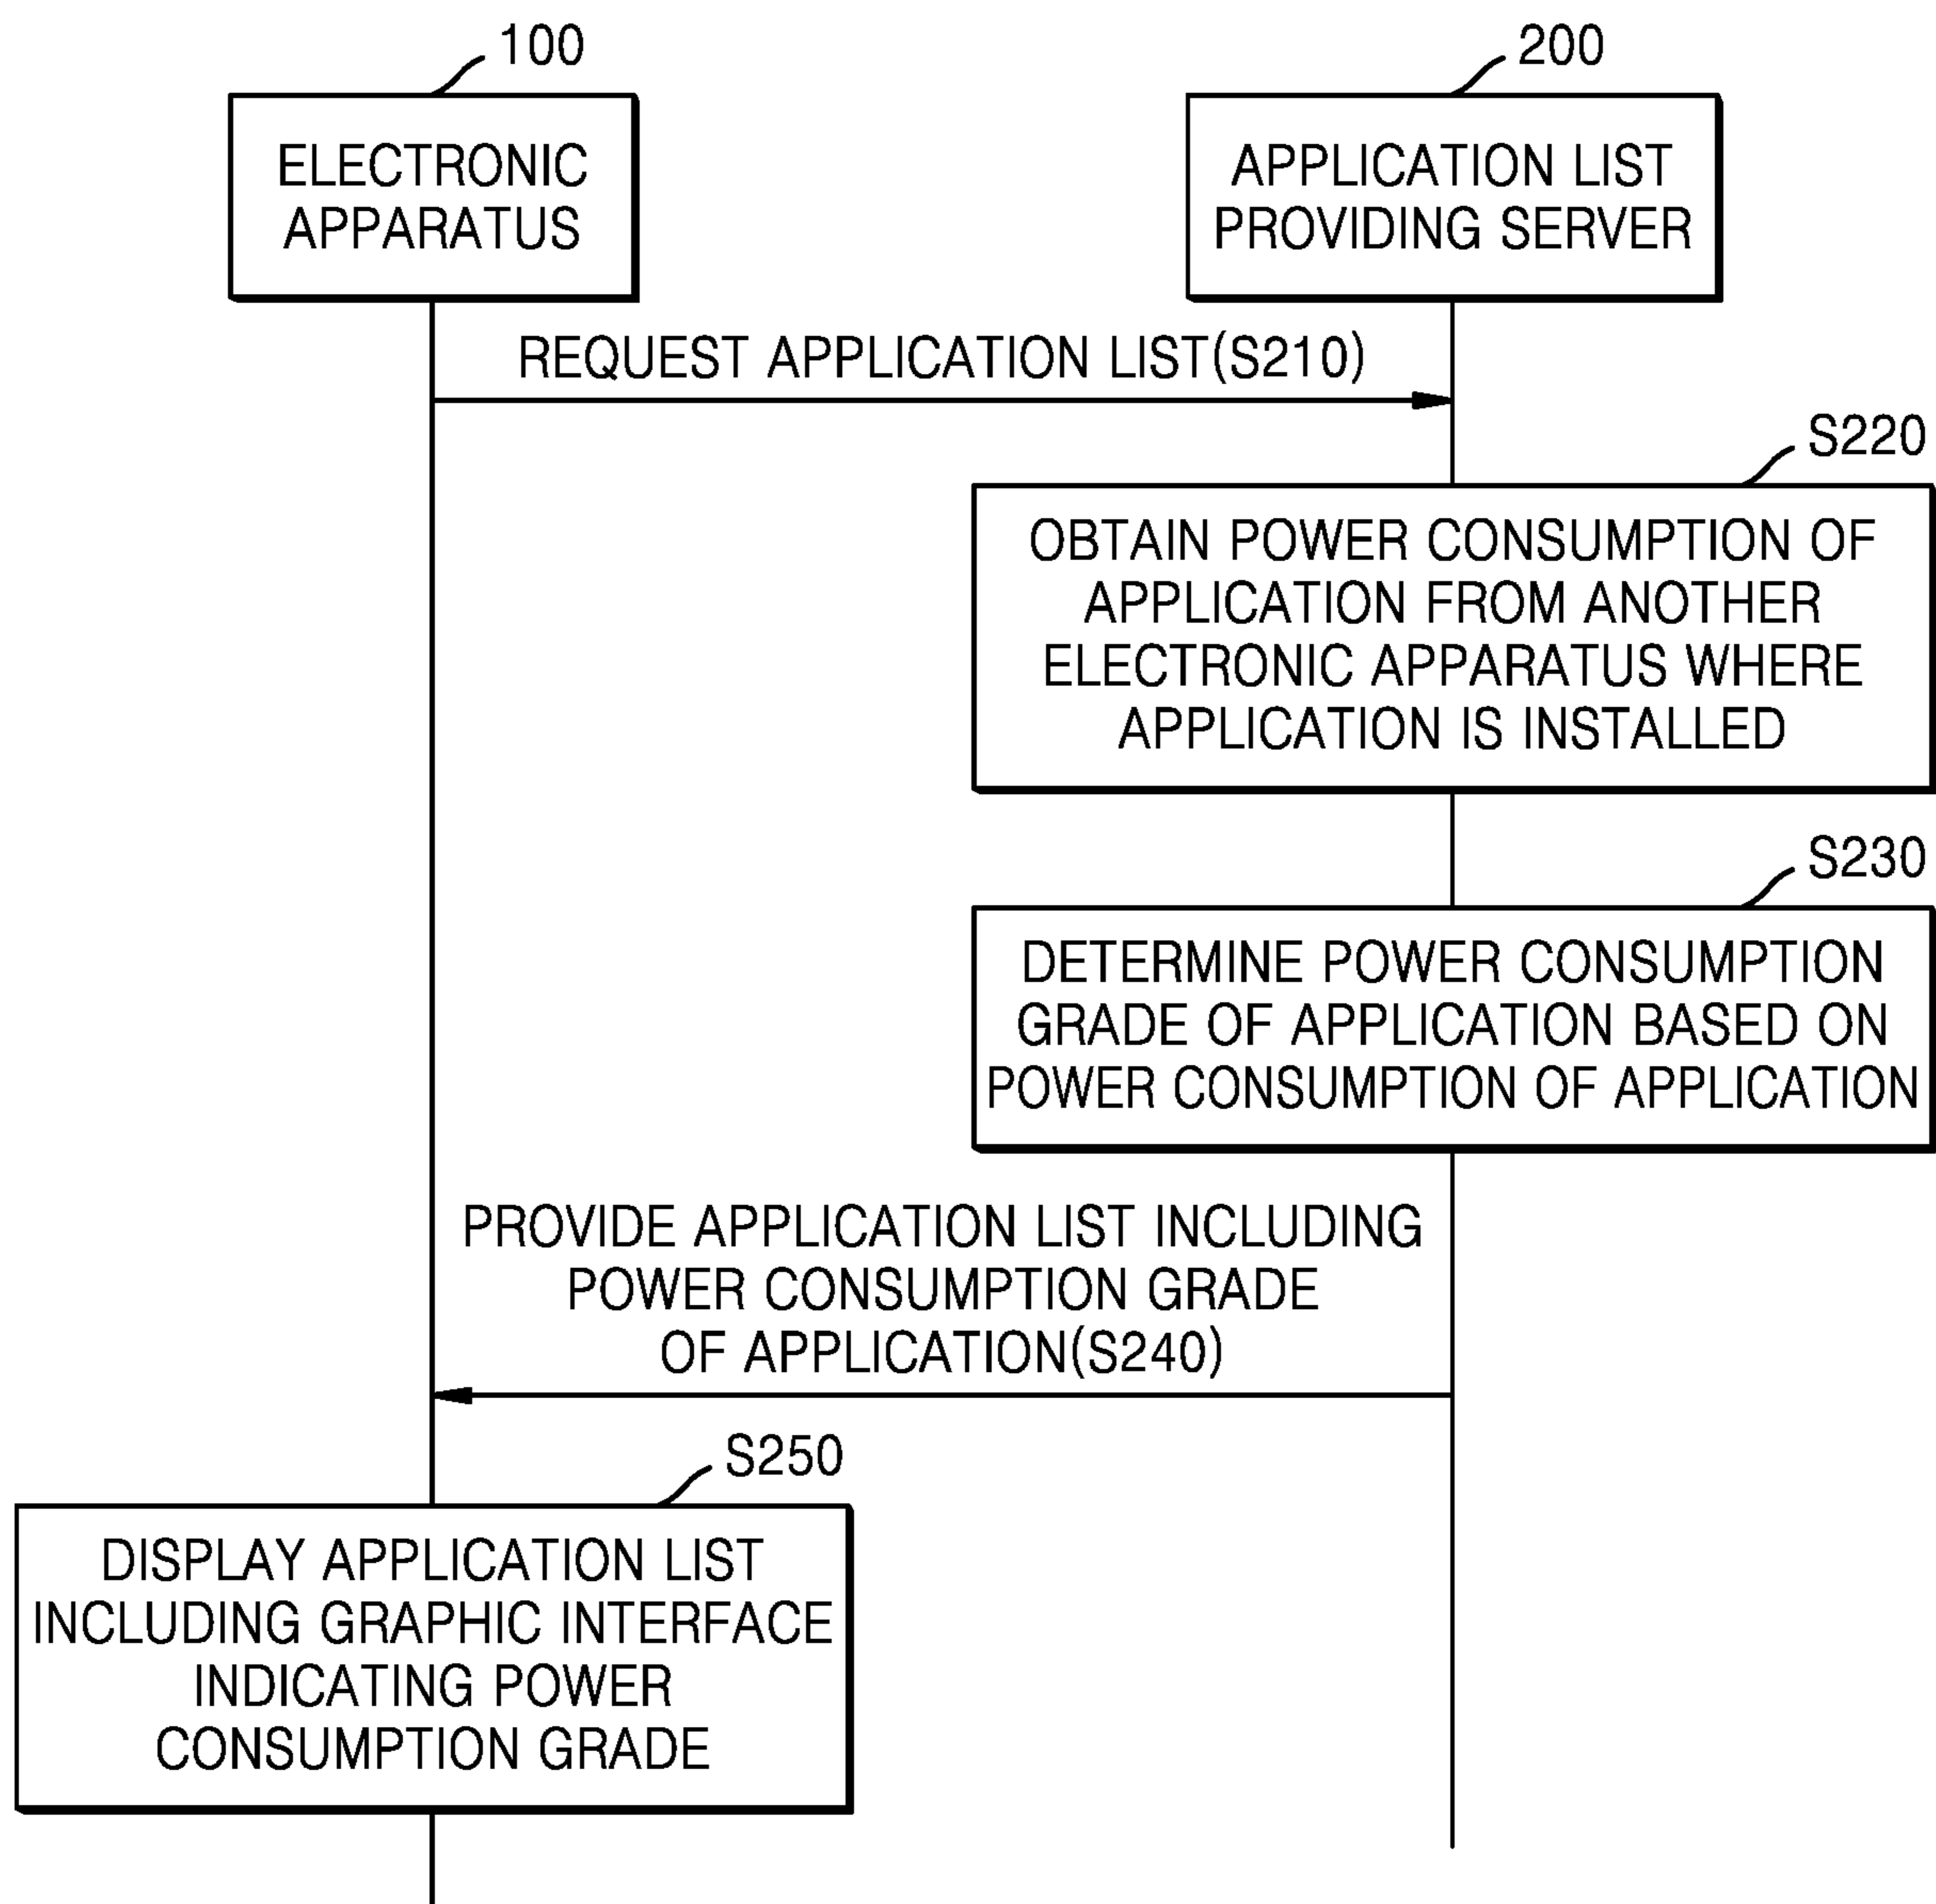 100
200
ELECTRONIC
APPARATUS
APPLICATION LIST
PROVIDING SERVER
REQUEST APPLICATION LIST(S210)
S220
OBTAIN POWER CONSUMPTION OF
APPLICATION FROM ANOTHER
ELECTRONIC APPARATUS WHERE
APPLICATION IS INSTALLED
S230
DETERMINE POWER CONSUMPTION
GRADE OF APPLICATION BASED ON
POWER CONSUMPTION OF APPLICATION
PROVIDE APPLICATION LIST INCLUDING
POWER CONSUMPTION GRADE
OF APPLICATION(S240)
S250
DISPLAY APPLICATION LIST
INCLUDING GRAPHIC INTERFACE
INDICATING POWER
CONSUMPTION GRADE